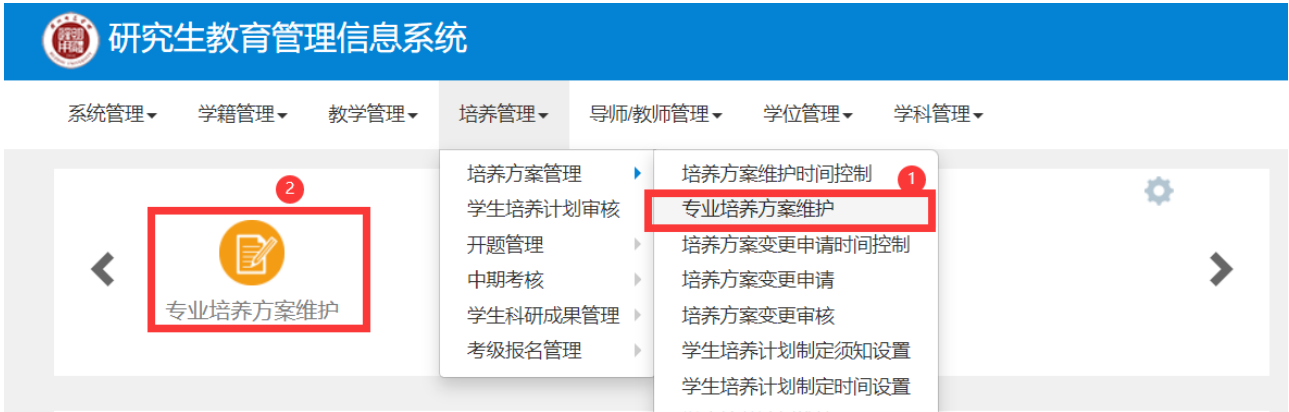 研究生教育管理信息系统
系统管理 学籍管理 教学管理 培养管理 导师/教师管理 学位管理 学科管理
培养方案管理
学生培养计划审核
开题管理
中期考核
学生科研成果管理
考级报名管理
培养方案维护时间控制
1
专业培养方案维护
培养方案变更申请时间控制
培养方案变更申请
培养方案变更审核
学生培养计划制定须知设置
学生培养计划制定时间设置
2
专业培养方案维护